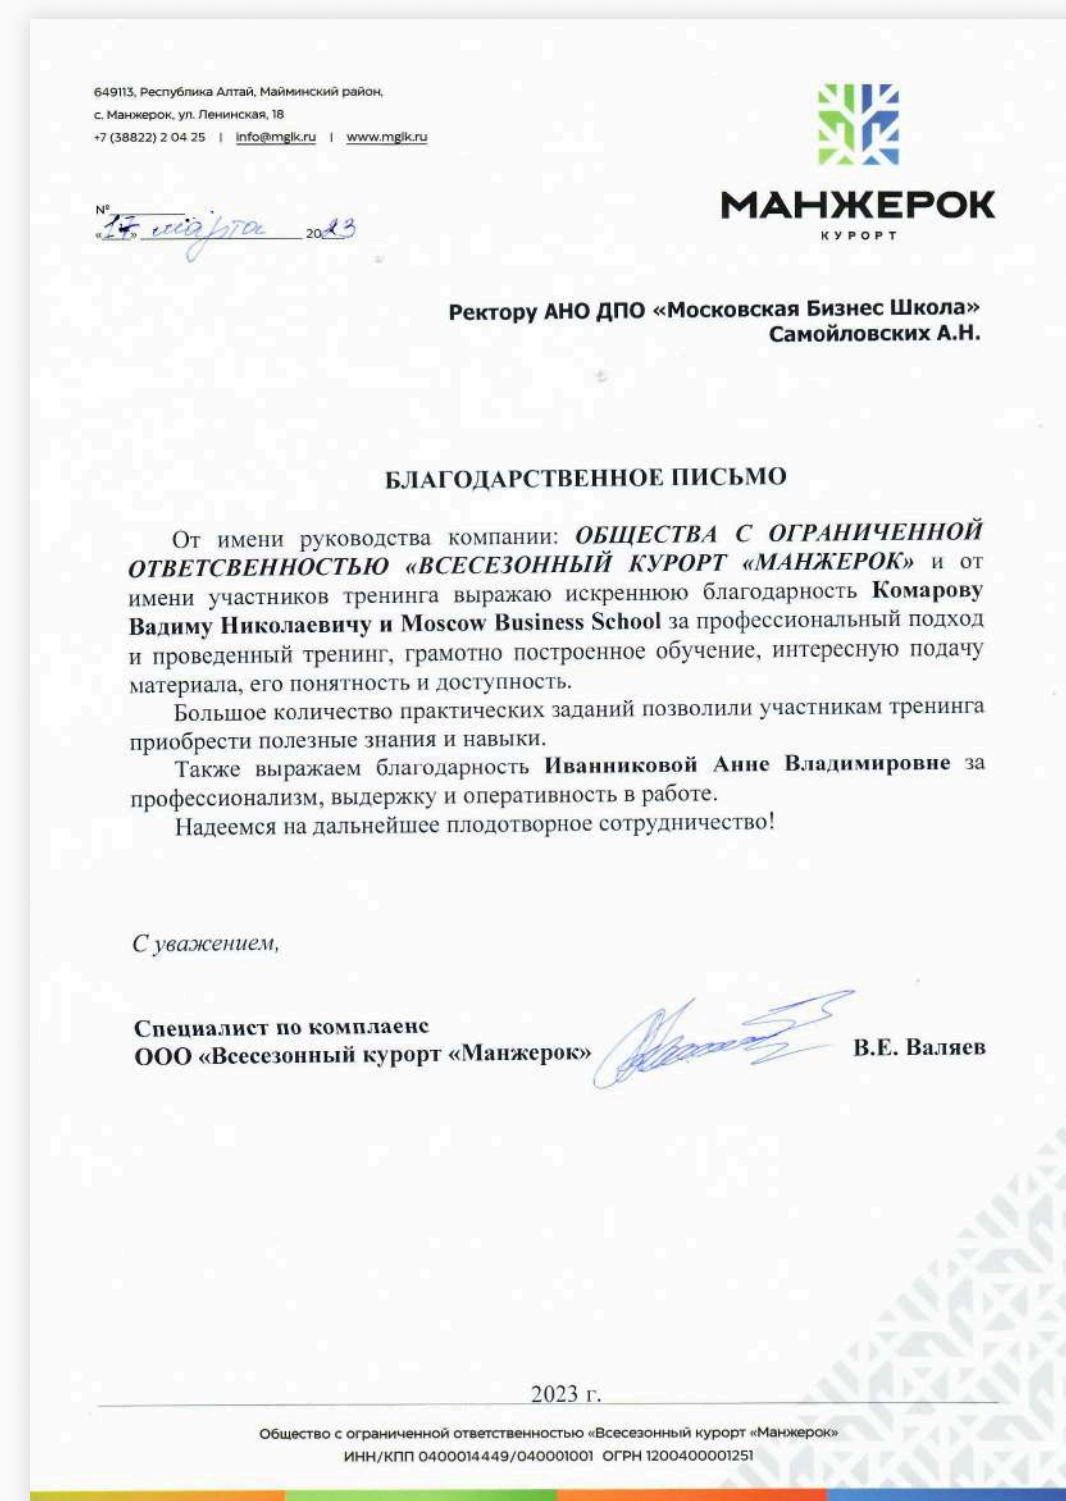 649113, Республика Алтай, Майминский район,
с. Манжерок, ул. Ленинская, 18
+7 (38822) 2 04 25 | info@mglk.ru | www.mglk.ru
МАНЖЕРОК
КУРОРТ
№
«17» марта 2023
Ректору АНО ДПО «Московская Бизнес Школа»
Самойловских А.Н.
БЛАГОДАРСТВЕННОЕ ПИСЬМО
От имени руководства компании: ОБЩЕСТВА С ОГРАНИЧЕННОЙ
ОТВЕТСВЕННОСТЬЮ «ВСЕСЕЗОННЫЙ КУРОРТ «МАНЖЕРОК» и от
имени участников тренинга выражаю искреннюю благодарность Комарову
Вадиму Николаевичу и Moscow Business School за профессиональный подход
и проведенный тренинг, грамотно построенное обучение, интересную подачу
материала, его понятность и доступность.
Большое количество практических заданий позволили участникам тренинга
приобрести полезные знания и навыки.
Также выражаем благодарность Иванниковой Анне Владимировне за
профессионализм, выдержку и оперативность в работе.
Надеемся на дальнейшее плодотворное сотрудничество!
С уважением,
Специалист по комплаенс
ООО «Всесезонный курорт «Манжерок» В.Е. Валяев
2023 г.
Общество с ограниченной ответственностью «Всесезонный курорт «Манжерок»
ИНН/КПП 0400014449/040001001 ОГРН 1200400001251